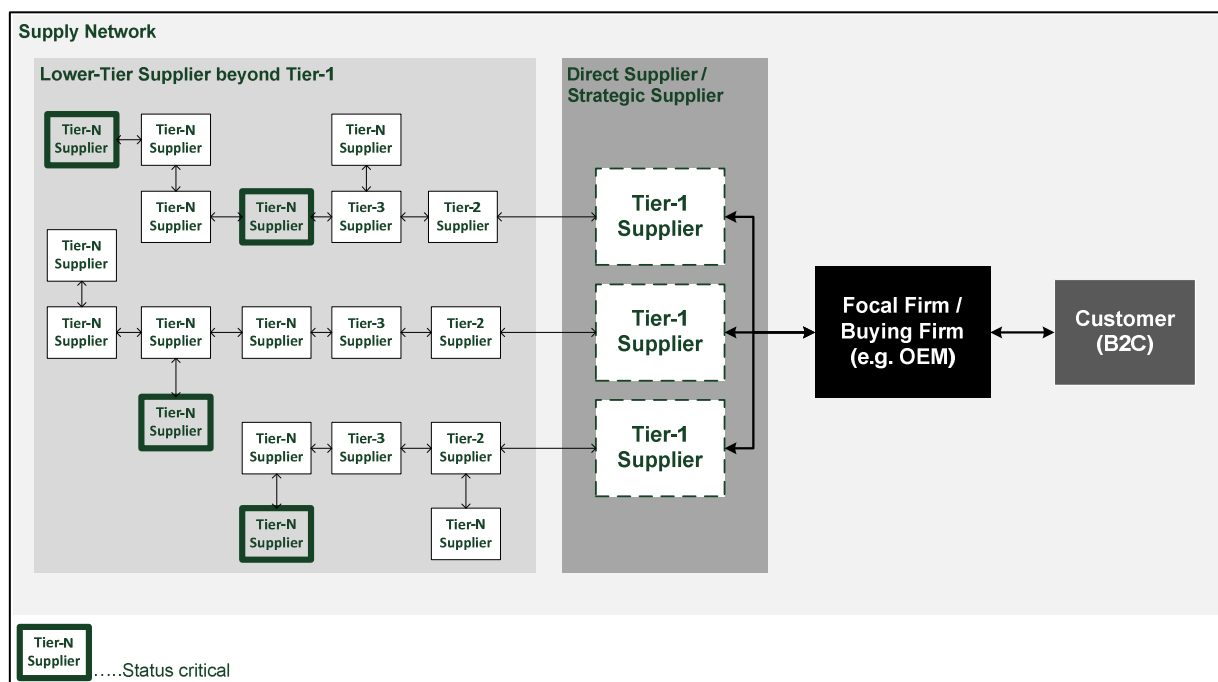 Supply Network
Lower-Tier Supplier beyond Tier-1
Direct Supplier /
Strategic Supplier
Tier-N
Supplier
Tier-N
Supplier
Tier-N
Supplier
Tier-N
Supplier
Tier-N
Supplier
Tier-3
Supplier
Tier-2
Supplier
Tier-1
Supplier
Tier-N
Supplier
Tier-N
Supplier
Tier-N
Supplier
Tier-N
Supplier
Tier-3
Supplier
Tier-2
Supplier
Tier-1
Supplier
Focal Firm /
Buying Firm
(e.g. OEM)
Customer
(B2C)
Tier-N
Supplier
Tier-N
Supplier
Tier-3
Supplier
Tier-2
Supplier
Tier-1
Supplier
Tier-N
Supplier
Tier-N
Supplier
Tier-N
Supplier
.....Status critical